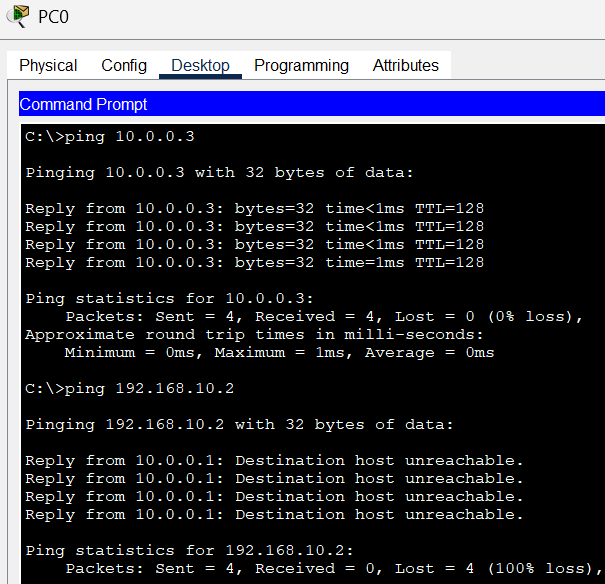 PC0
Physical Config Desktop Programming Attributes
Command Prompt
C:\>ping 10.0.0.3
Pinging 10.0.0.3 with 32 bytes of data:
Reply from 10.0.0.3: bytes=32 time<1ms TTL=128
Reply from 10.0.0.3: bytes=32 time<1ms TTL=128
Reply from 10.0.0.3: bytes=32 time<1ms TTL=128
Reply from 10.0.0.3: bytes=32 time=1ms TTL=128
Ping statistics for 10.0.0.3:
    Packets: Sent = 4, Received = 4, Lost = 0 (0% loss),
Approximate round trip times in milli-seconds:
    Minimum = 0ms, Maximum = 1ms, Average = 0ms
C:\>ping 192.168.10.2
Pinging 192.168.10.2 with 32 bytes of data:
Reply from 10.0.0.1: Destination host unreachable.
Reply from 10.0.0.1: Destination host unreachable.
Reply from 10.0.0.1: Destination host unreachable.
Reply from 10.0.0.1: Destination host unreachable.
Ping statistics for 192.168.10.2:
    Packets: Sent = 4, Received = 0, Lost = 4 (100% loss),